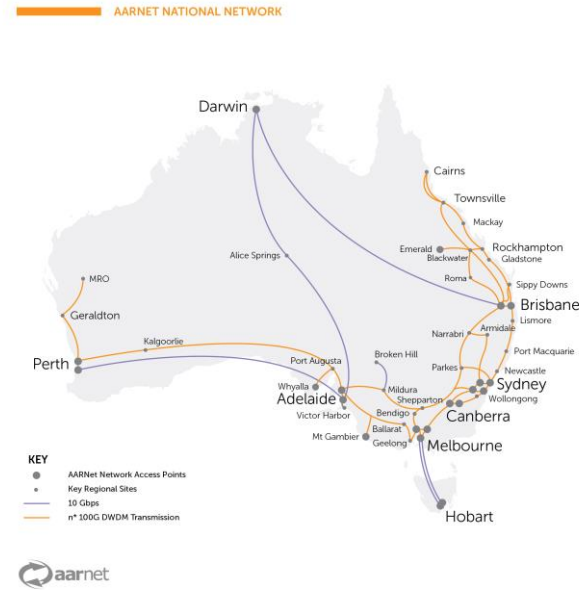 AARNET NATIONAL NETWORK
Darwin
Cairns
Townsville
Mackay
Emerald
Rockhampton
Blackwater
Gladstone
Alice Springs
Roma
MRO
Sippy Downs
Brisbane
Geraldton
Lismore
Armidale
Narrabri
Kalgoorlie
Port Macquarie
Broken Hill
Perth
Port Augusta
Parkes
Newcastle
Whyalla
Mildura
Sydney
Adelaide
Shepparton
Wollongong
Victor Harbor
Bendigo
Canberra
Ballarat
Mt Gambier
Geelong
Melbourne
KEY
AARNet Network Access Points
Key Regional Sites
10 Gbps
n* 100G DWDM Transmission
Hobart
aarnet